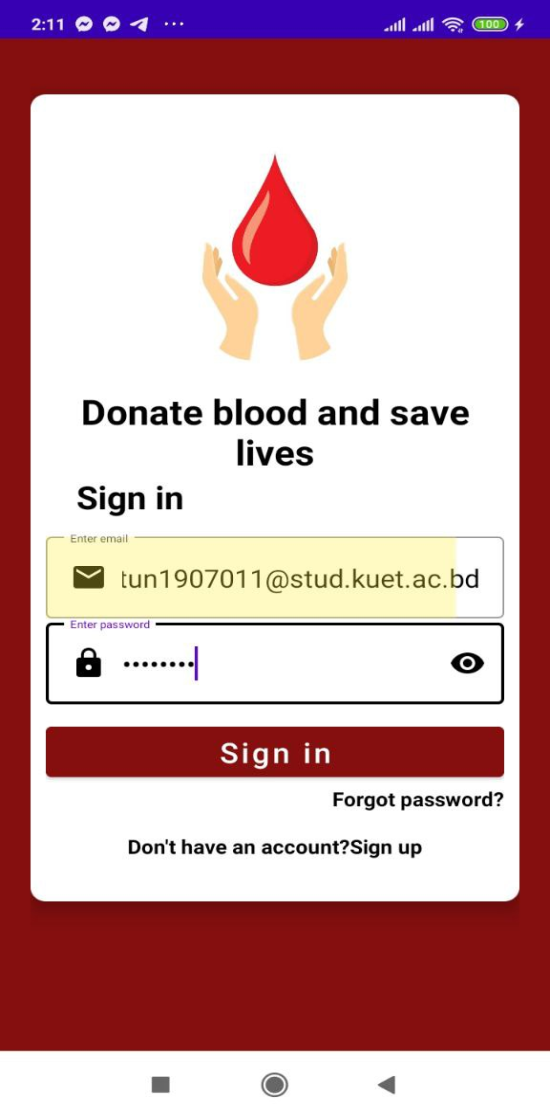 2:11
100
Donate blood and save
lives
Sign in
Enter email
tun1907011@stud.kuet.ac.bd
Enter password
Sign in
Forgot password?
Don't have an account?Sign up